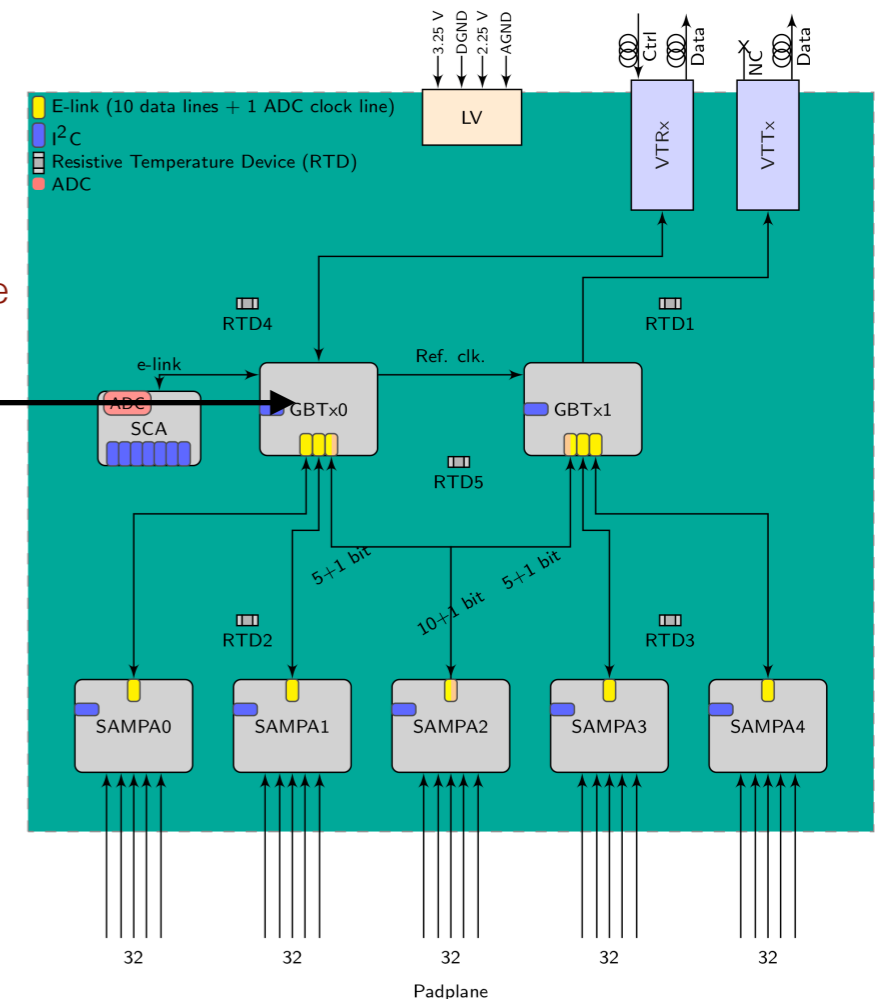 3.25 V
DGND
2.25 V
AGND
Ctrl
Data
X
NC
Data
E-link (10 data lines + 1 ADC clock line)
I²C
Resistive Temperature Device (RTD)
ADC
LV
VTRx
VTTx
e
RTD4
RTD1
e-link
Ref. clk.
ADC
SCA
GBTx0
GBTx1
RTD5
5+1 bit
5+1 bit
10+1 bit
RTD2
RTD3
SAMPA0
SAMPA1
SAMPA2
SAMPA3
SAMPA4
32
32
32
32
32
Padplane